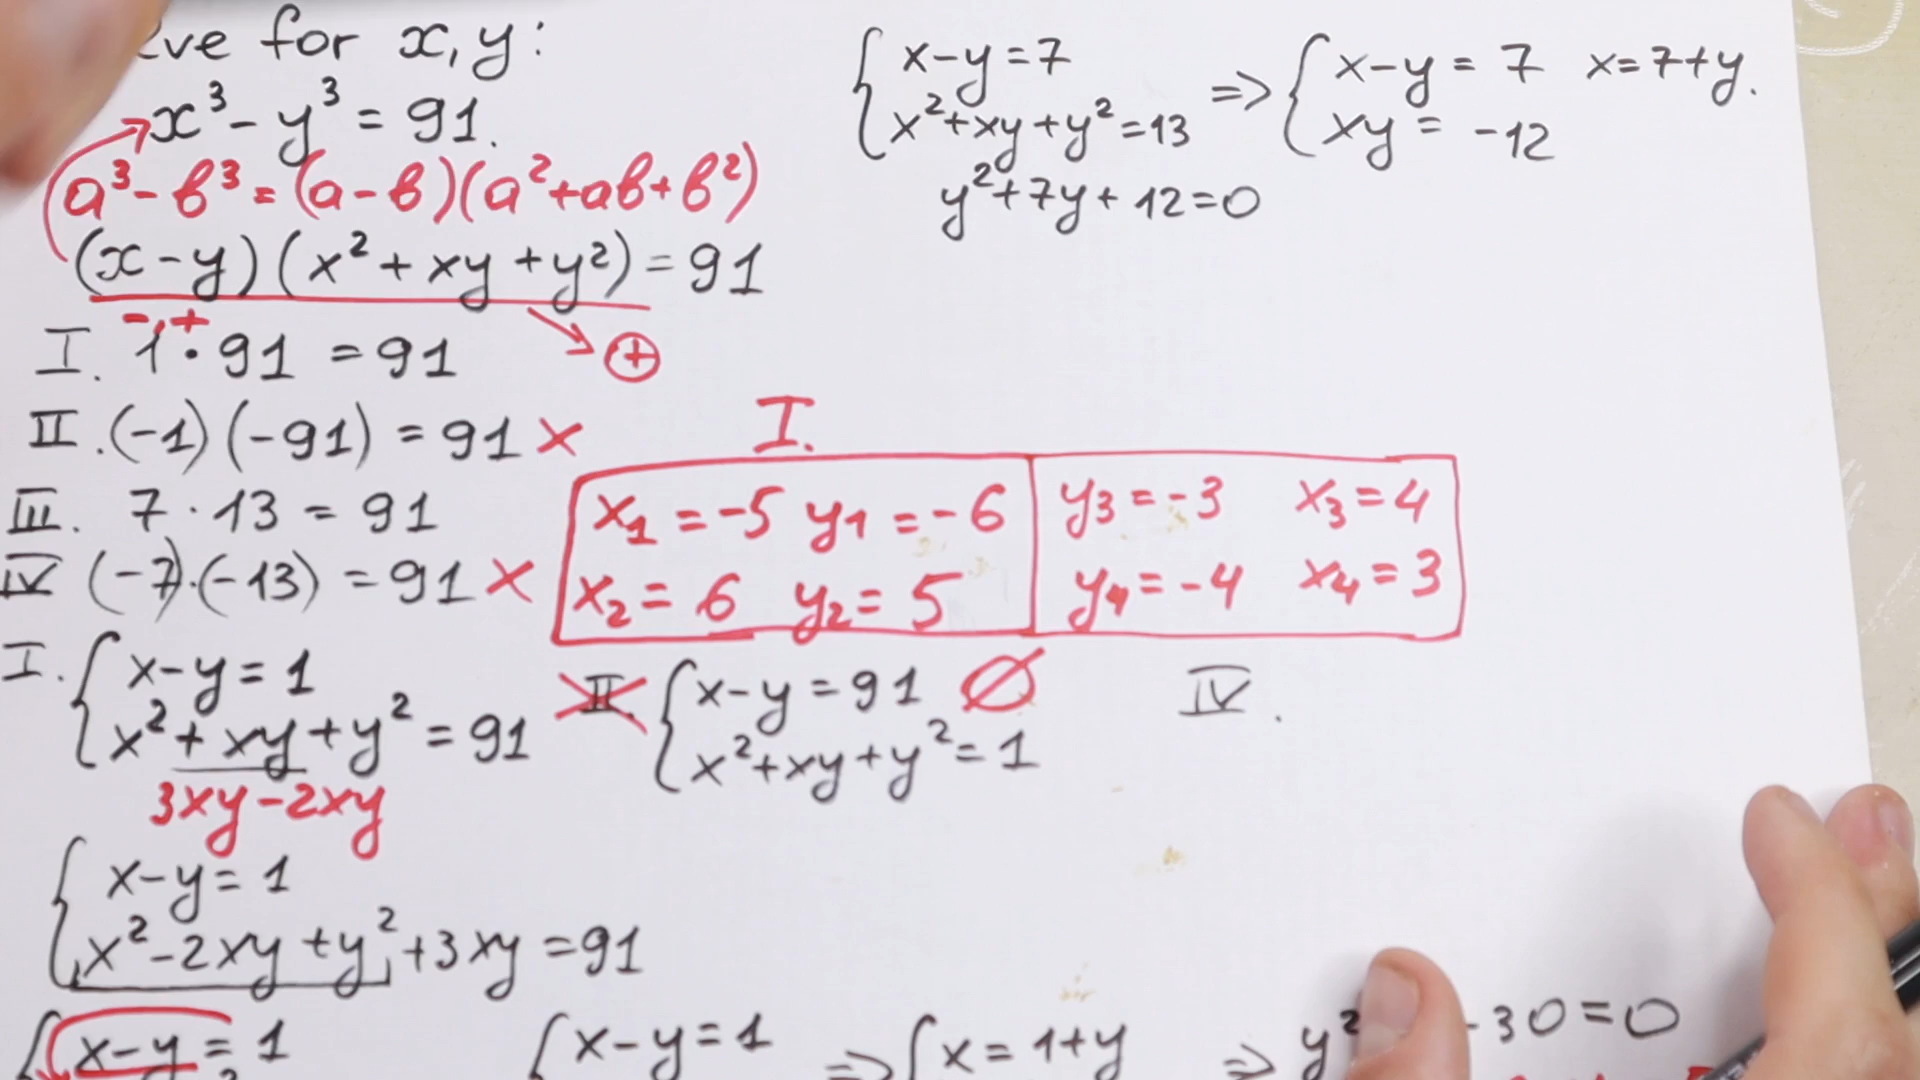 for x, y:
x³ - y³ = 91.
a³ - b³ = (a - b)(a² + ab + b²)
(x - y)(x² + xy + y²) = 91
- +
I. 1 · 91 = 91
⊕
II. (-1)(-91) = 91 ×
III. 7 · 13 = 91
IV (-7)·(-13) = 91 ×
I. { x - y = 1
x² + xy + y² = 91
3xy - 2xy
{ x - y = 1
x² - 2xy + y² + 3xy = 91
x - y = 1
{ x - y = 7
x² + xy + y² = 13
=> { x - y = 7 x = 7 + y.
xy = -12
y² + 7y + 12 = 0
I.
x₁ = -5 y₁ = -6
x₂ = 6 y₂ = 5
y₃ = -3 x₃ = 4
y₄ = -4 x₄ = 3
II. { x - y = 91 Ø
x² + xy + y² = 1
IV.
{ x - y = 1
=> { x = 1 + y
=> y² - 30 = 0